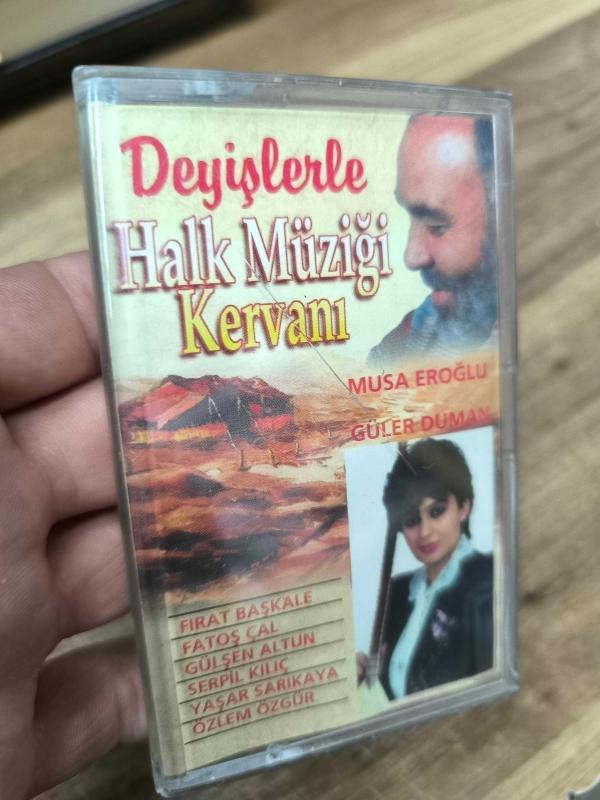 Deyişlerle
Halk Müziği
Kervanı
MUSA EROĞLU
GÜLER DUMAN
FIRAT BAŞKALE
FATOŞ ÇAL
GÜLŞEN ALTUN
SERPİL KILIÇ
YAŞAR SARIKAYA
ÖZLEM ÖZGÜR